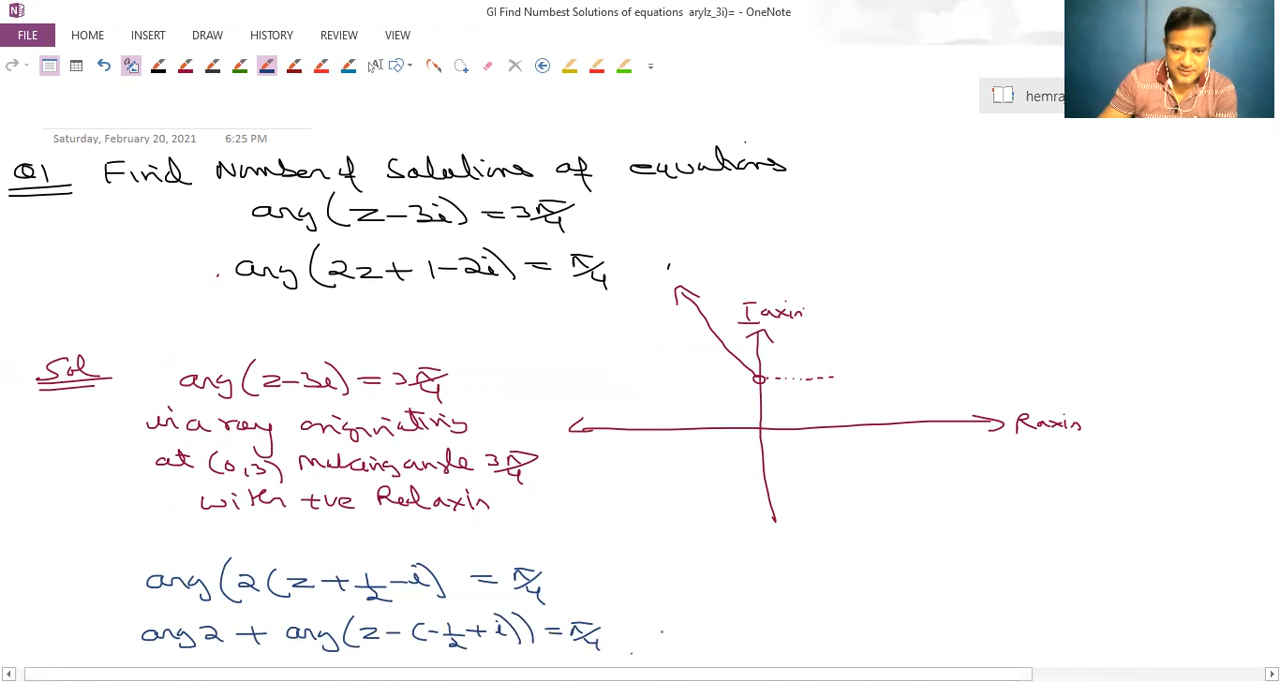 GI Find Numbest Solutions of equations arylz_3i)= - OneNote
FILE HOME INSERT DRAW HISTORY REVIEW VIEW
hemra
Saturday, February 20, 2021 6:25 PM
Q1 Find Number of Solutions of equations
arg(z-3i) = 3π/4
arg(2z+1-2i) = π/4
I axis
Sol arg(z-3i) = 3π/4
R axis
is a ray originating
at (0,3) making angle 3π/4
with +ve Real axis
arg(2(z+1/2-i) = π/4
arg 2 + arg(z-(-1/2+i)) = π/4